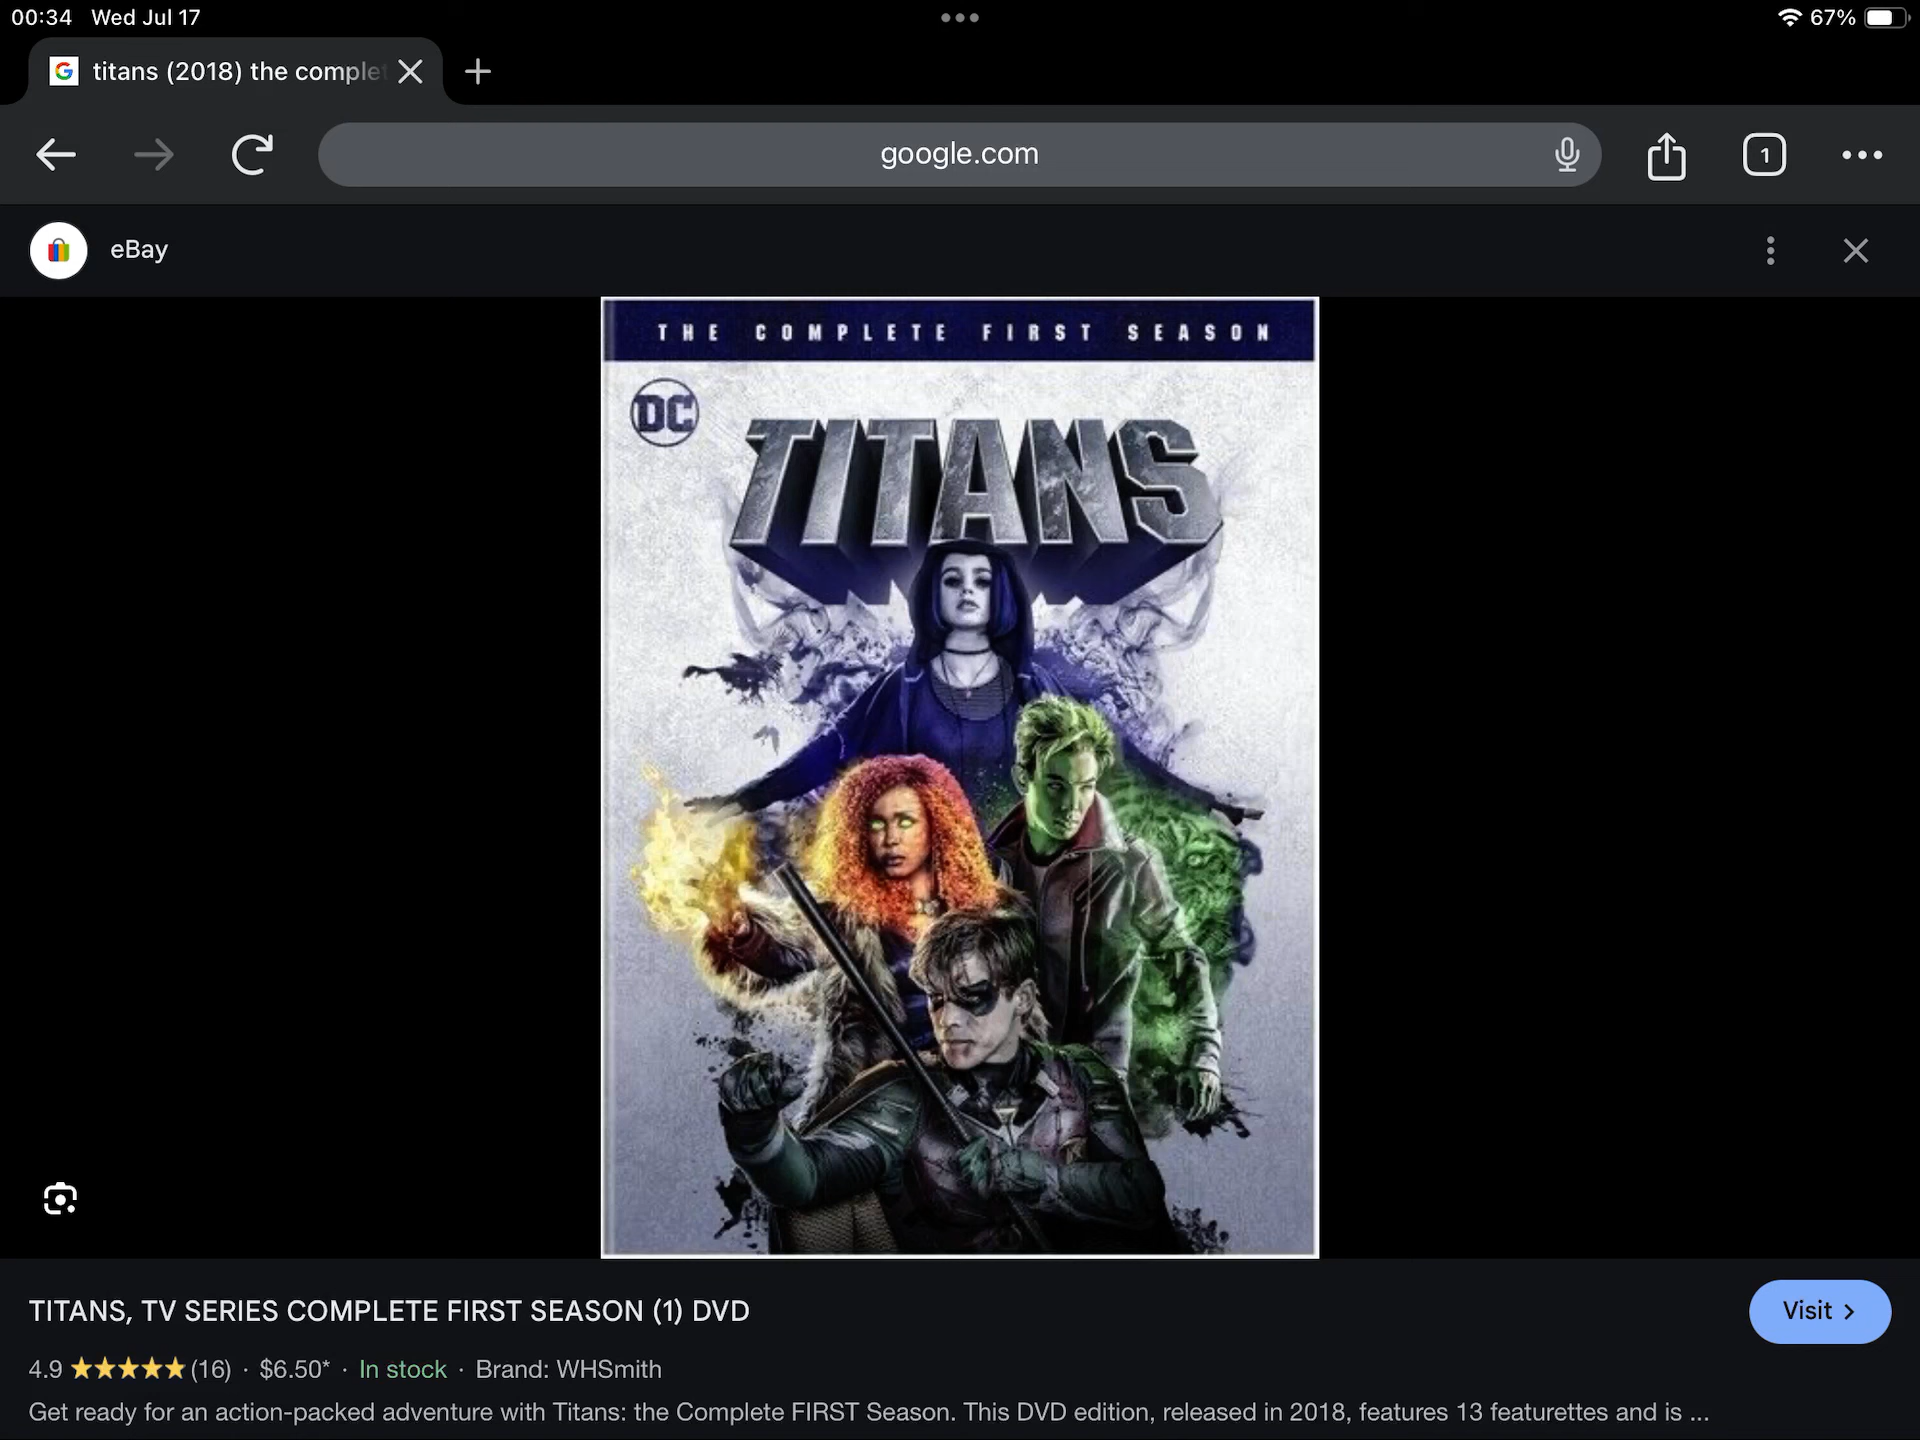 00:34 Wed Jul 17
67%
titans (2018) the complet
google.com
1
eBay
THE COMPLETE FIRST SEASON
DC
TITANS
TITANS, TV SERIES COMPLETE FIRST SEASON (1) DVD
Visit
4.9 ★★★★★ (16) · $6.50* · In stock · Brand: WHSmith
Get ready for an action-packed adventure with Titans: the Complete FIRST Season. This DVD edition, released in 2018, features 13 featurettes and is ...